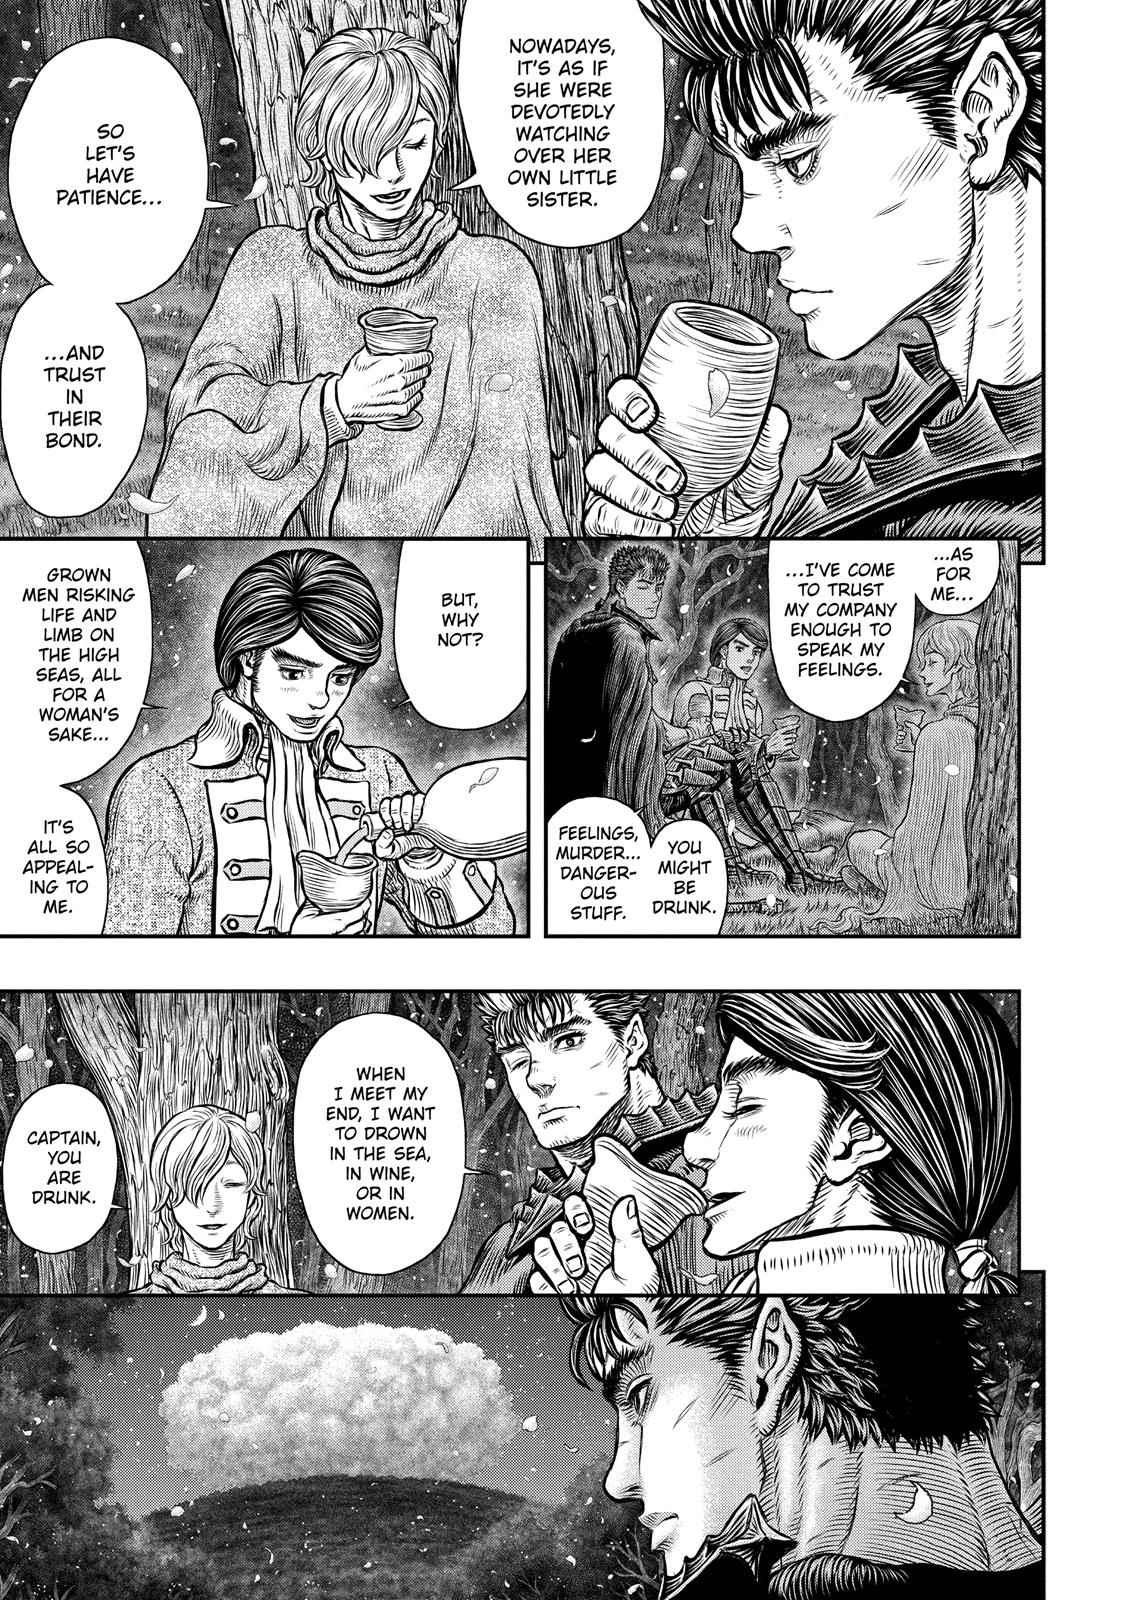 NOWADAYS,
IT'S AS IF
SHE WERE
DEVOTEDLY
WATCHING
OVER HER
OWN LITTLE
SISTER.
SO
LET'S
HAVE
PATIENCE...
...AND
TRUST
IN
THEIR
BOND.
...AS
FOR
ME...
...I'VE COME
TO TRUST
MY COMPANY
ENOUGH TO
SPEAK MY
FEELINGS.
YOU
MIGHT
BE
DRUNK.
FEELINGS,
MURDER...
DANGER-
OUS
STUFF.
BUT,
WHY
NOT?
GROWN
MEN RISKING
LIFE AND
LIMB ON
THE HIGH
SEAS, ALL
FOR A
WOMAN'S
SAKE...
IT'S
ALL SO
APPEAL-
ING TO
ME.
WHEN
I MEET MY
END, I WANT
TO DROWN
IN THE SEA,
IN WINE,
OR IN
WOMEN.
CAPTAIN,
YOU
ARE
DRUNK.